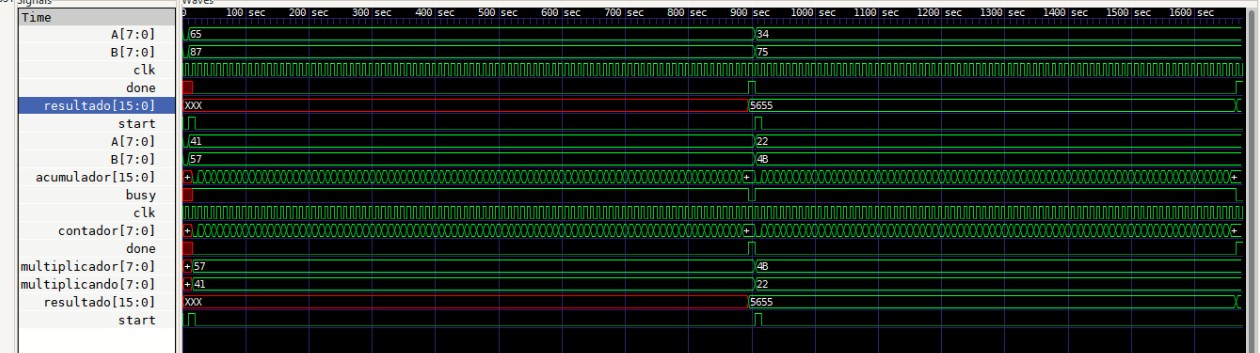 Signals Waves
Time 0 100 sec 200 sec 300 sec 400 sec 500 sec 600 sec 700 sec 800 sec 900 sec 1000 sec 1100 sec 1200 sec 1300 sec 1400 sec 1500 sec 1600 sec
A[7:0] 65 34
B[7:0] 87 75
clk
done
resultado[15:0] XXX 5655
start
A[7:0] 41 22
B[7:0] 57 4B
acumulador[15:0] + + +
busy
clk
contador[7:0] + + +
done
multiplicador[7:0] + 57 4B
multiplicando[7:0] + 41 22
resultado[15:0] XXX 5655
start